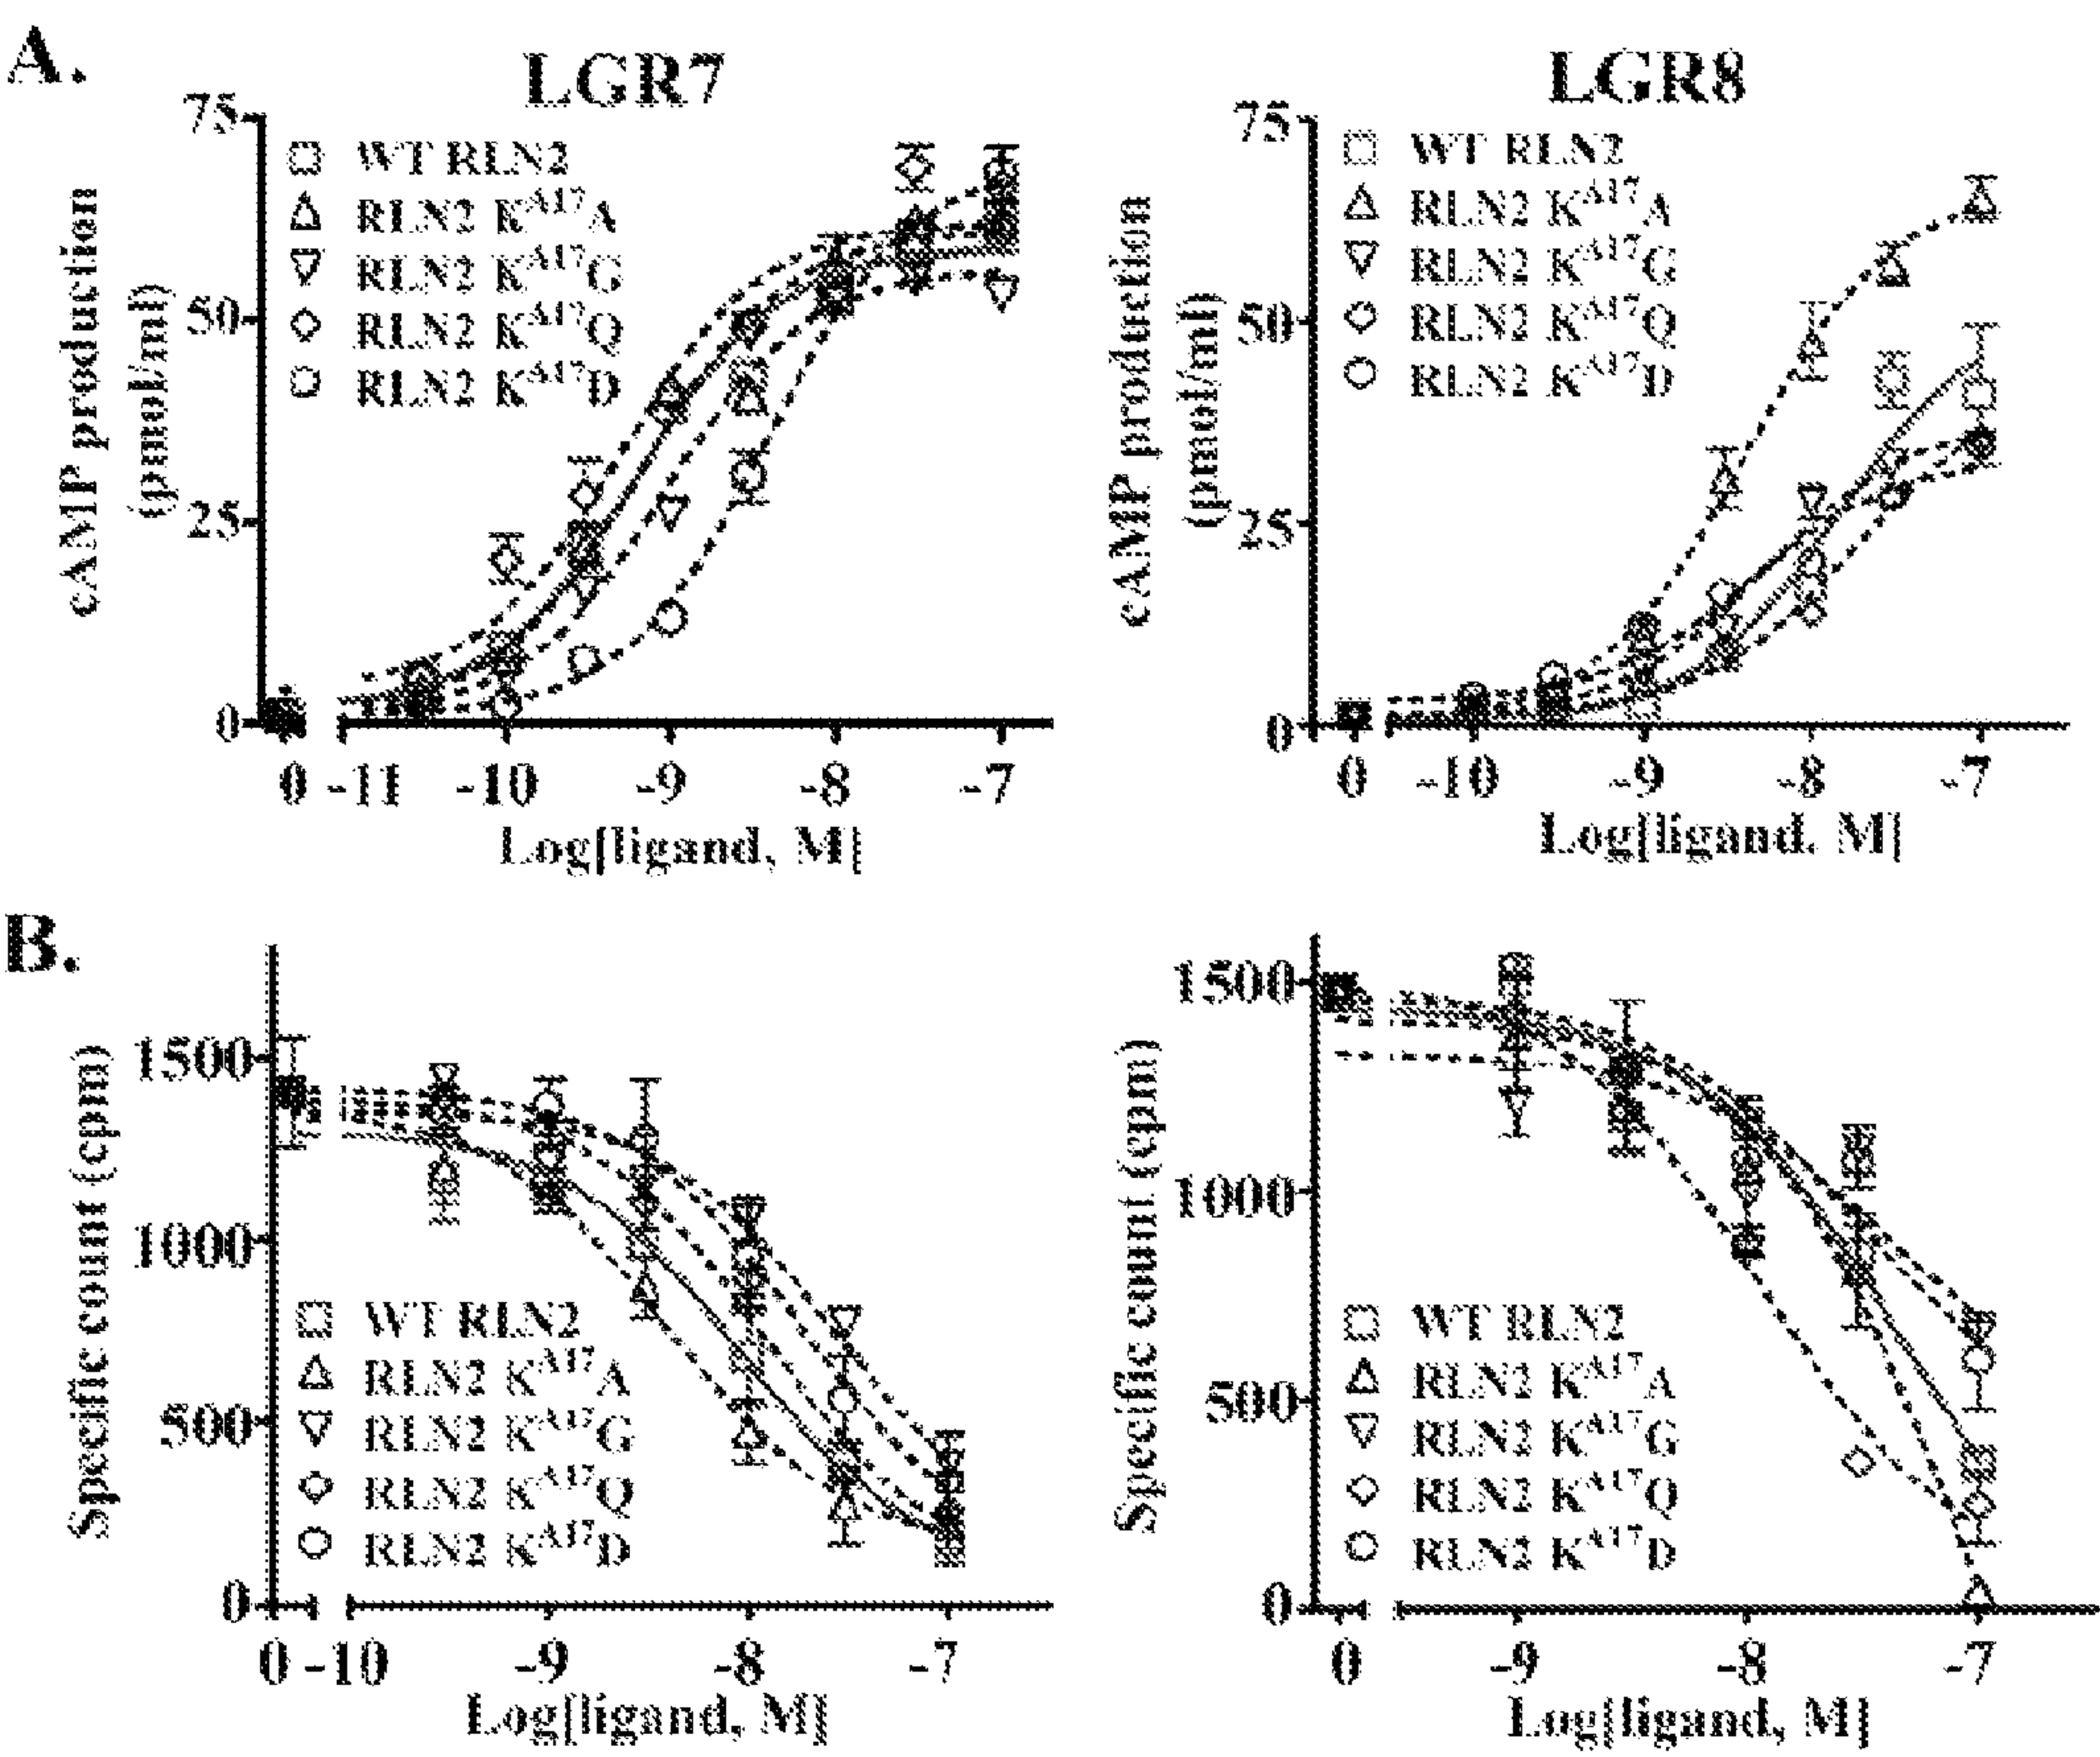 A.
LGR7
75
50
25
0
cAMP production
(pmol/ml)
WT RLN2
RLN2 K^A17A
RLN2 K^A17G
RLN2 K^A17Q
RLN2 K^A17D
0 -11 -10 -9 -8 -7
Log[ligand, M]
LGR8
75
50
25
0
cAMP production
(pmol/ml)
WT RLN2
RLN2 K^A17A
RLN2 K^A17G
RLN2 K^A17Q
RLN2 K^A17D
0 -10 -9 -8 -7
Log[ligand, M]
B.
1500
1000
500
0
Specific count (cpm)
WT RLN2
RLN2 K^A17A
RLN2 K^A17G
RLN2 K^A17Q
RLN2 K^A17D
0 -10 -9 -8 -7
Log[ligand, M]
1500
1000
500
0
Specific count (cpm)
WT RLN2
RLN2 K^A17A
RLN2 K^A17G
RLN2 K^A17Q
RLN2 K^A17D
0 -9 -8 -7
Log[ligand, M]